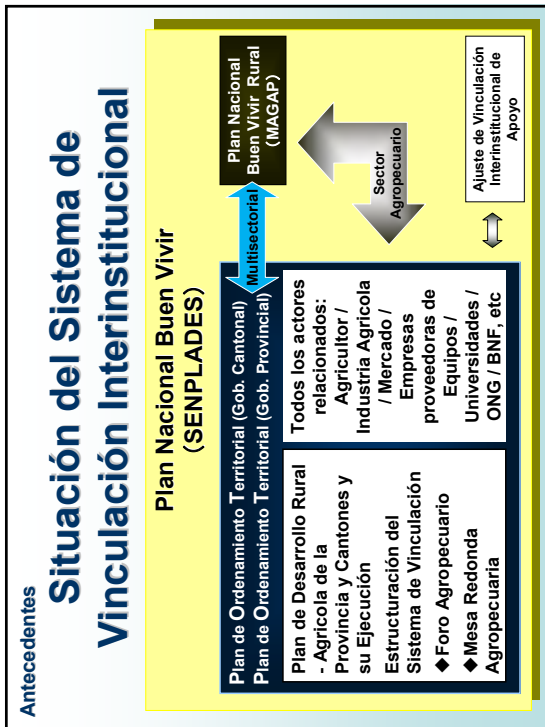 Antecedentes
Situación del Sistema de
Vinculación Interinstitucional
Plan Nacional Buen Vivir
(SENPLADES)
Plan de Ordenamiento Territorial (Gob. Cantonal)
Plan de Ordenamiento Territorial (Gob. Provincial)
Multisectorial
Plan Nacional
Buen Vivir Rural
(MAGAP)
Plan de Desarrollo Rural
- Agrícola de la
Provincia y Cantones y
su Ejecución
Estructuración del
Sistema de Vinculación
◆Foro Agropecuario
◆Mesa Redonda
Agropecuaria
Todos los actores
relacionados:
Agricultor /
Industria Agrícola
/ Mercado /
Empresas
proveedoras de
Equipos /
Universidades /
ONG / BNF, etc
Sector
Agropecuario
Ajuste de Vinculación
Interinstitucional de
Apoyo